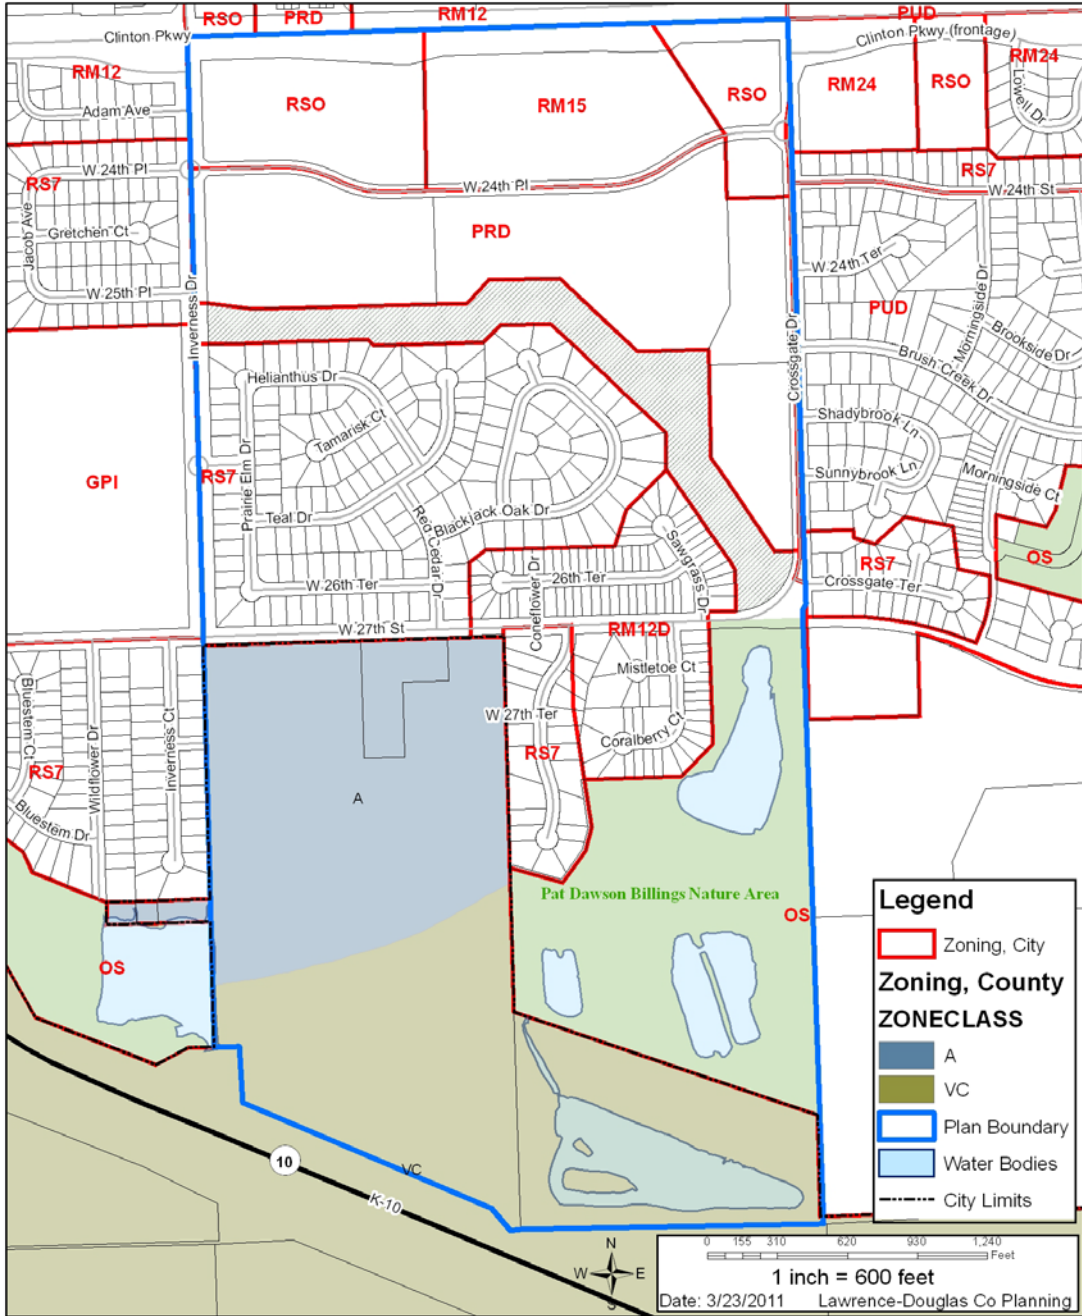 RSO
PRD
RM12
PUD
Clinton Pkwy
Clinton Pkwy (frontage)
RM12
RSO
RM15
RSO
RM24
RSO
RM24
Lowell Dr
Adam Ave
W 24th Pl
RS7
W 24th Pl
RS7
W 24th St
Jacob Ave
Gretchen Ct
PRD
W 24th Ter
W 25th Pl
Inverness Dr
Crossgate Dr
PUD
Morningside Dr
Brookside Dr
Brush Creek Dr
Helianthus Dr
Tamarisk Ct
Shadybrook Ln
GPI
RS7
Prairie Elm Dr
Sunnybrook Ln
Morningside Ct
Teal Dr
Red Cedar Dr
Blackjack Oak Dr
Sawgrass Dr
OS
W 26th Ter
Coneflower Dr
26th Ter
RS7
Crossgate Ter
W 27th St
RM12D
Mistletoe Ct
Bluestem Ct
Wildflower Dr
Inverness Ct
W 27th Ter
Coralberry Ct
RS7
RS7
A
Bluestem Dr
Pat Dawson Billings Nature Area
OS
OS
10
VC
K-10
Legend
Zoning, City
Zoning, County
ZONECLASS
A
VC
Plan Boundary
Water Bodies
City Limits
N
W E
S
0 155 310 620 930 1,240
Feet
1 inch = 600 feet
Date: 3/23/2011 Lawrence-Douglas Co Planning